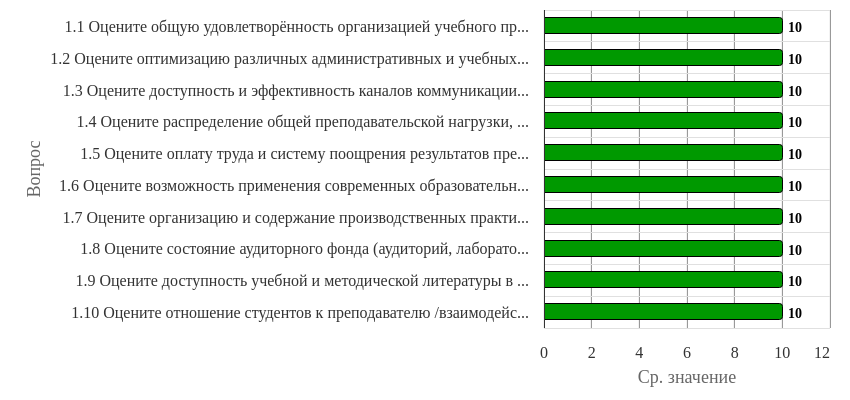 1.1 Оцените общую удовлетворённость организацией учебного пр... 10
1.2 Оцените оптимизацию различных административных и учебных... 10
1.3 Оцените доступность и эффективность каналов коммуникации... 10
1.4 Оцените распределение общей преподавательской нагрузки, ... 10
1.5 Оцените оплату труда и систему поощрения результатов пре... 10
1.6 Оцените возможность применения современных образовательн... 10
1.7 Оцените организацию и содержание производственных практи... 10
1.8 Оцените состояние аудиторного фонда (аудиторий, лаборато... 10
1.9 Оцените доступность учебной и методической литературы в ... 10
1.10 Оцените отношение студентов к преподавателю /взаимодейс... 10
Вопрос
0 2 4 6 8 10 12
Ср. значение